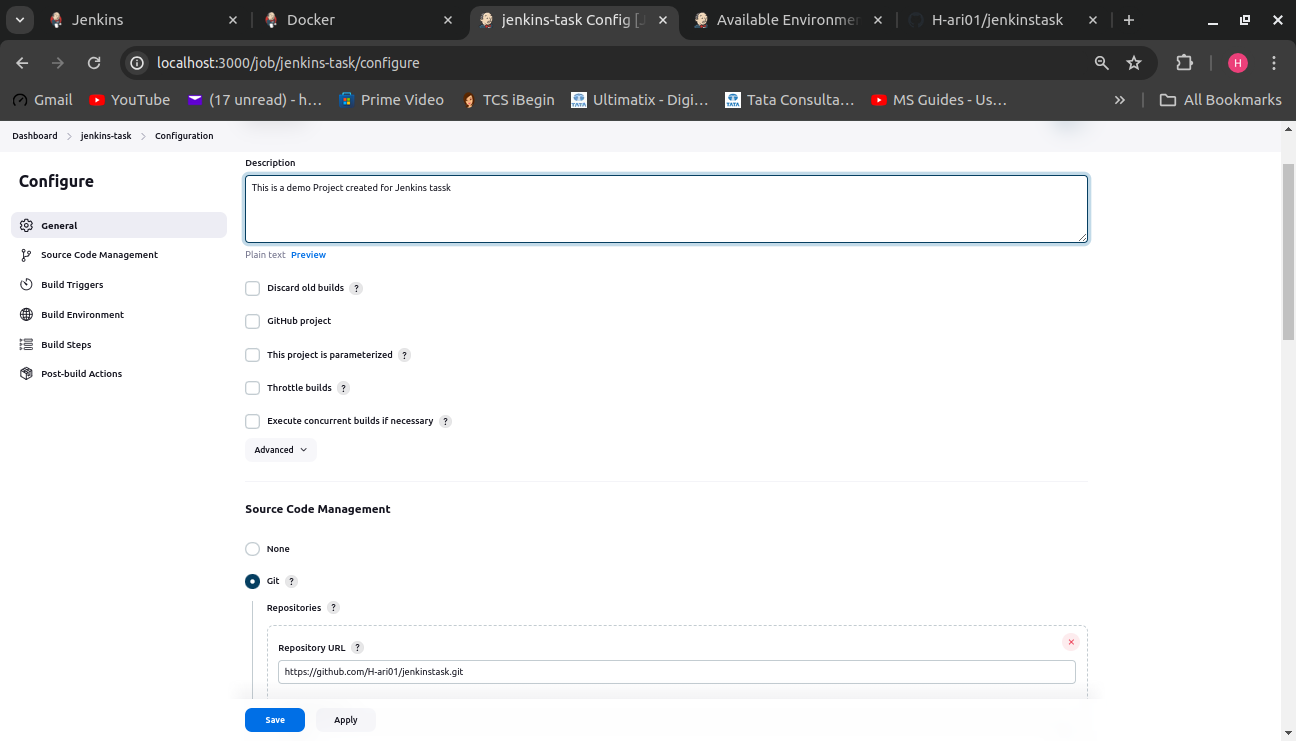 Jenkins
Docker
jenkins-task Config [J
Available Environmen
H-ari01/jenkinstask
localhost:3000/job/jenkins-task/configure
H
Gmail
YouTube
(17 unread) - h...
Prime Video
TCS iBegin
Ultimatix - Digi...
Tata Consulta...
MS Guides - Us...
All Bookmarks
Dashboard
jenkins-task
Configuration
Configure
General
Source Code Management
Build Triggers
Build Environment
Build Steps
Post-build Actions
Description
This is a demo Project created for Jenkins tassk
Plain text Preview
Discard old builds ?
GitHub project
This project is parameterized ?
Throttle builds ?
Execute concurrent builds if necessary ?
Advanced
Source Code Management
None
Git ?
Repositories ?
Repository URL ?
https://github.com/H-ari01/jenkinstask.git
Save
Apply